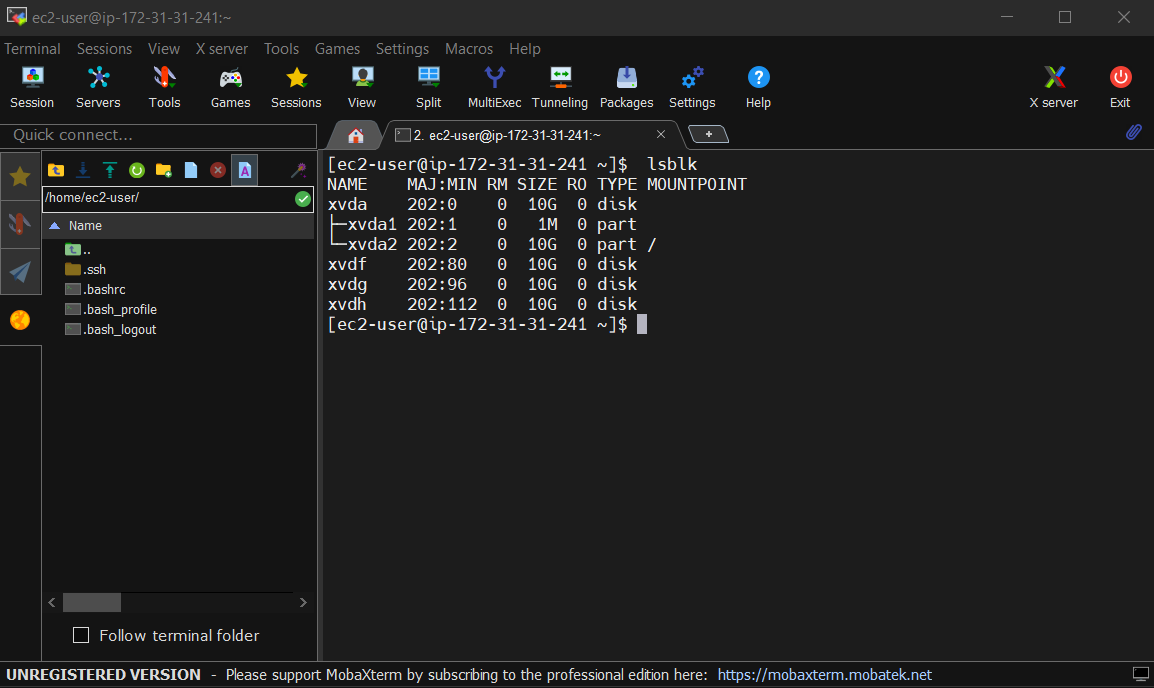 ec2-user@ip-172-31-31-241:~
Terminal Sessions View X server Tools Games Settings Macros Help
Session Servers Tools Games Sessions View Split MultiExec Tunneling Packages Settings Help X server Exit
Quick connect...
2. ec2-user@ip-172-31-31-241:~
/home/ec2-user/
Name
..
.ssh
.bashrc
.bash_profile
.bash_logout
Follow terminal folder
[ec2-user@ip-172-31-31-241 ~]$  lsblk
NAME    MAJ:MIN RM SIZE RO TYPE MOUNTPOINT
xvda    202:0    0  10G  0 disk
├─xvda1 202:1    0   1M  0 part
└─xvda2 202:2    0  10G  0 part /
xvdf    202:80   0  10G  0 disk
xvdg    202:96   0  10G  0 disk
xvdh    202:112  0  10G  0 disk
[ec2-user@ip-172-31-31-241 ~]$
UNREGISTERED VERSION - Please support MobaXterm by subscribing to the professional edition here: https://mobaxterm.mobatek.net